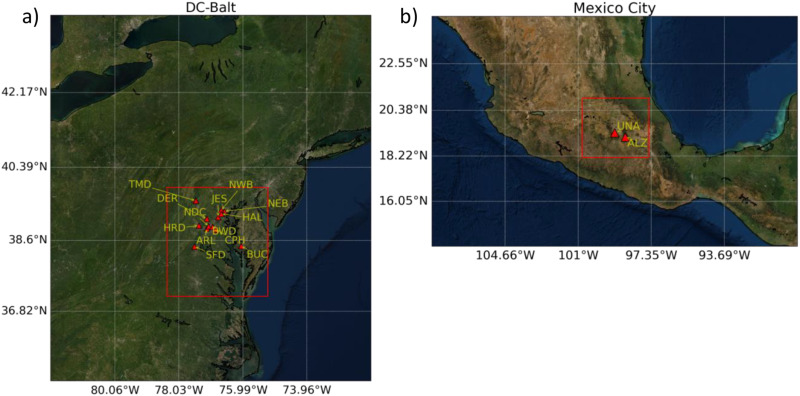 a)
DC-Balt
42.17°N
40.39°N
38.6°N
36.82°N
80.06°W
78.03°W
75.99°W
73.96°W
TMD
DER
JES
NWB
NEB
NDC
HAL
HRD
BWD
ARL
CPH
SFD
BUC
b)
Mexico City
22.55°N
20.38°N
18.22°N
16.05°N
104.66°W
101°W
97.35°W
93.69°W
UNA
ALZ